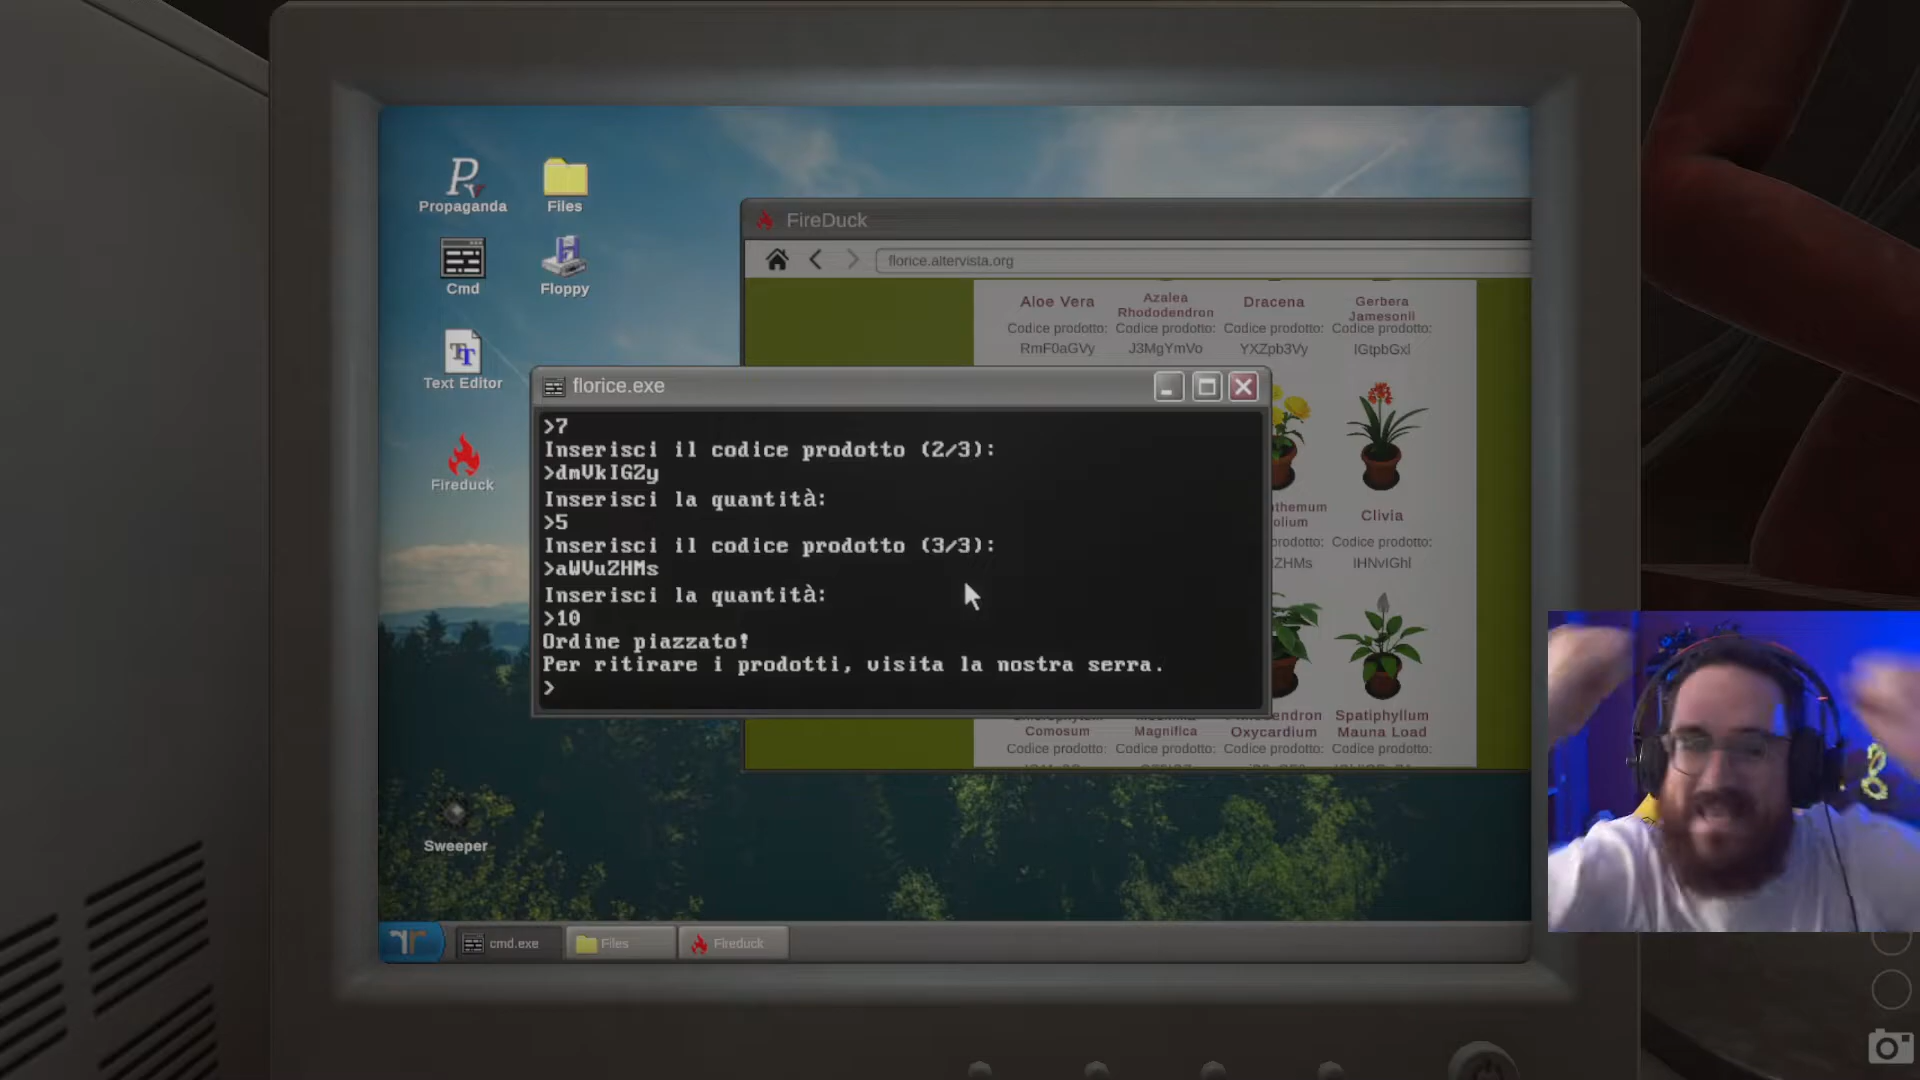 Propaganda
Files
Cmd
Floppy
Text Editor
Fireduck
Sweeper
FireDuck
florice.altervista.org
Aloe Vera
Azalea
Rhododendron
Dracena
Gerbera
Jamesonii
Codice prodotto: Codice prodotto: Codice prodotto: Codice prodotto:
RmF0aGVy J3MgYmVo YXZpb3Vy IGtpbGxl
florice.exe
>7
Inserisci il codice prodotto (2/3):
>dmVkIGZy
Inserisci la quantità:
>5
Inserisci il codice prodotto (3/3):
>aWVuZHMs
Inserisci la quantità:
>10
Ordine piazzato!
Per ritirare i prodotti, visita la nostra serra.
>
Clivia
Codice prodotto:
ZHMs IHNvIGhl
Comosum
Magnifica
Oxycardium
Spatiphyllum
Mauna Load
Codice prodotto: Codice prodotto: Codice prodotto: Codice prodotto:
cmd.exe
Files
Fireduck